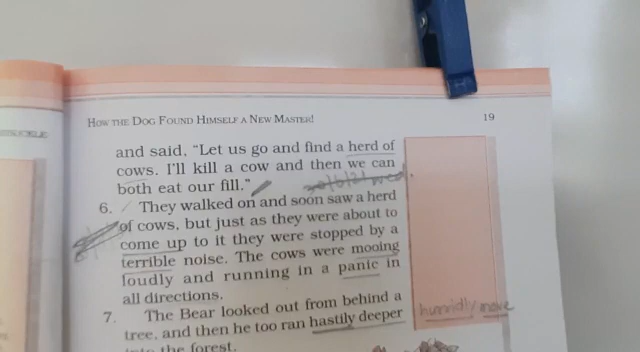 HOW THE DOG FOUND HIMSELF A NEW MASTER!
19
and said, "Let us go and find a herd of
cows. I'll kill a cow and then we can
both eat our fill."
6. They walked on and soon saw a herd
of cows, but just as they were about to
come up to it they were stopped by a
terrible noise. The cows were mooing
loudly and running in a panic in
all directions.
7. The Bear looked out from behind a
tree, and then he too ran hastily deeper
into the forest.
move